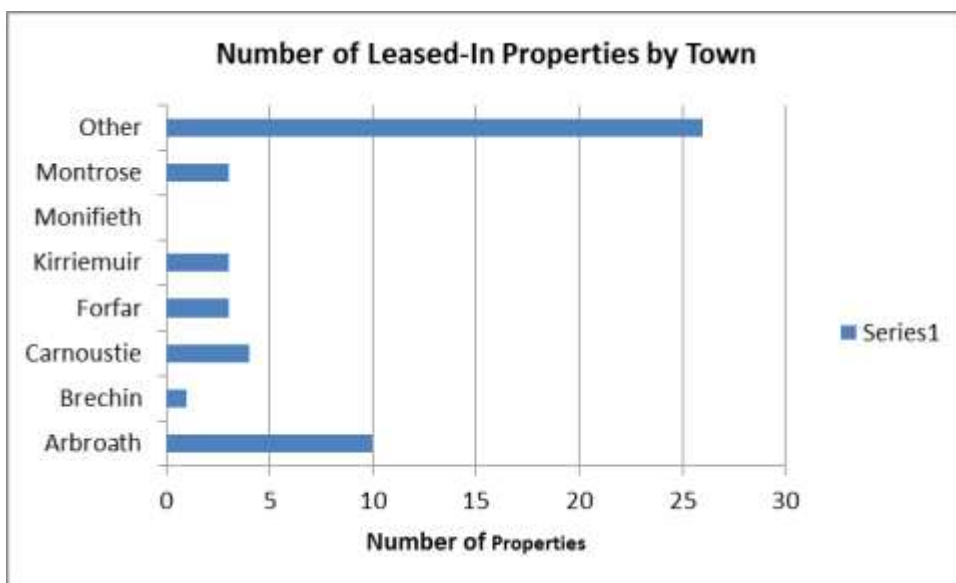 Number of Leased-In Properties by Town
Other
Montrose
Monifieth
Kirriemuir
Forfar
Carnoustie
Brechin
Arbroath
Series1
0 5 10 15 20 25 30
Number of Properties